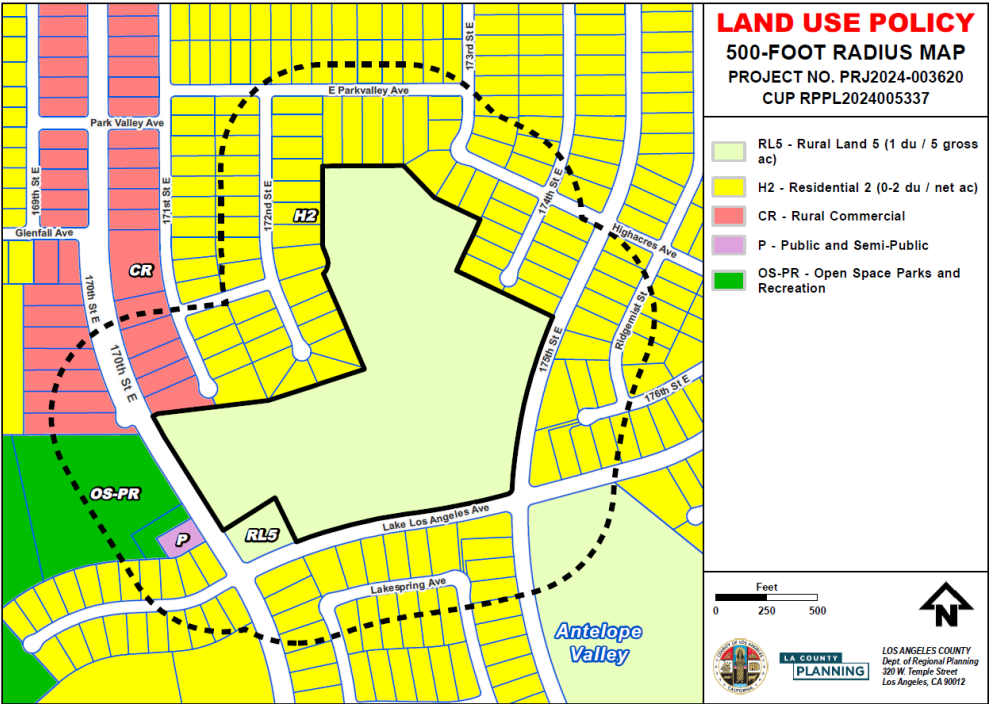 LAND USE POLICY
500-FOOT RADIUS MAP
PROJECT NO. PRJ2024-003620
CUP RPPL2024005337
RL5 - Rural Land 5 (1 du / 5 gross
ac)
H2 - Residential 2 (0-2 du / net ac)
CR - Rural Commercial
P - Public and Semi-Public
OS-PR - Open Space Parks and
Recreation
173rd St E
E Parkvalley Ave
Park Valley Ave
169th St E
171st St E
172nd St E
H2
174th St E
Glenfall Ave
Highacres Ave
CR
170th St E
170th St E
175th St E
Ridgemist St
176th St E
OS-PR
P
RL5
Lake Los Angeles Ave
Lakespring Ave
Antelope
Valley
Feet
0 250 500
N
LA COUNTY
PLANNING
LOS ANGELES COUNTY
Dept. of Regional Planning
320 W. Temple Street
Los Angeles, CA 90012